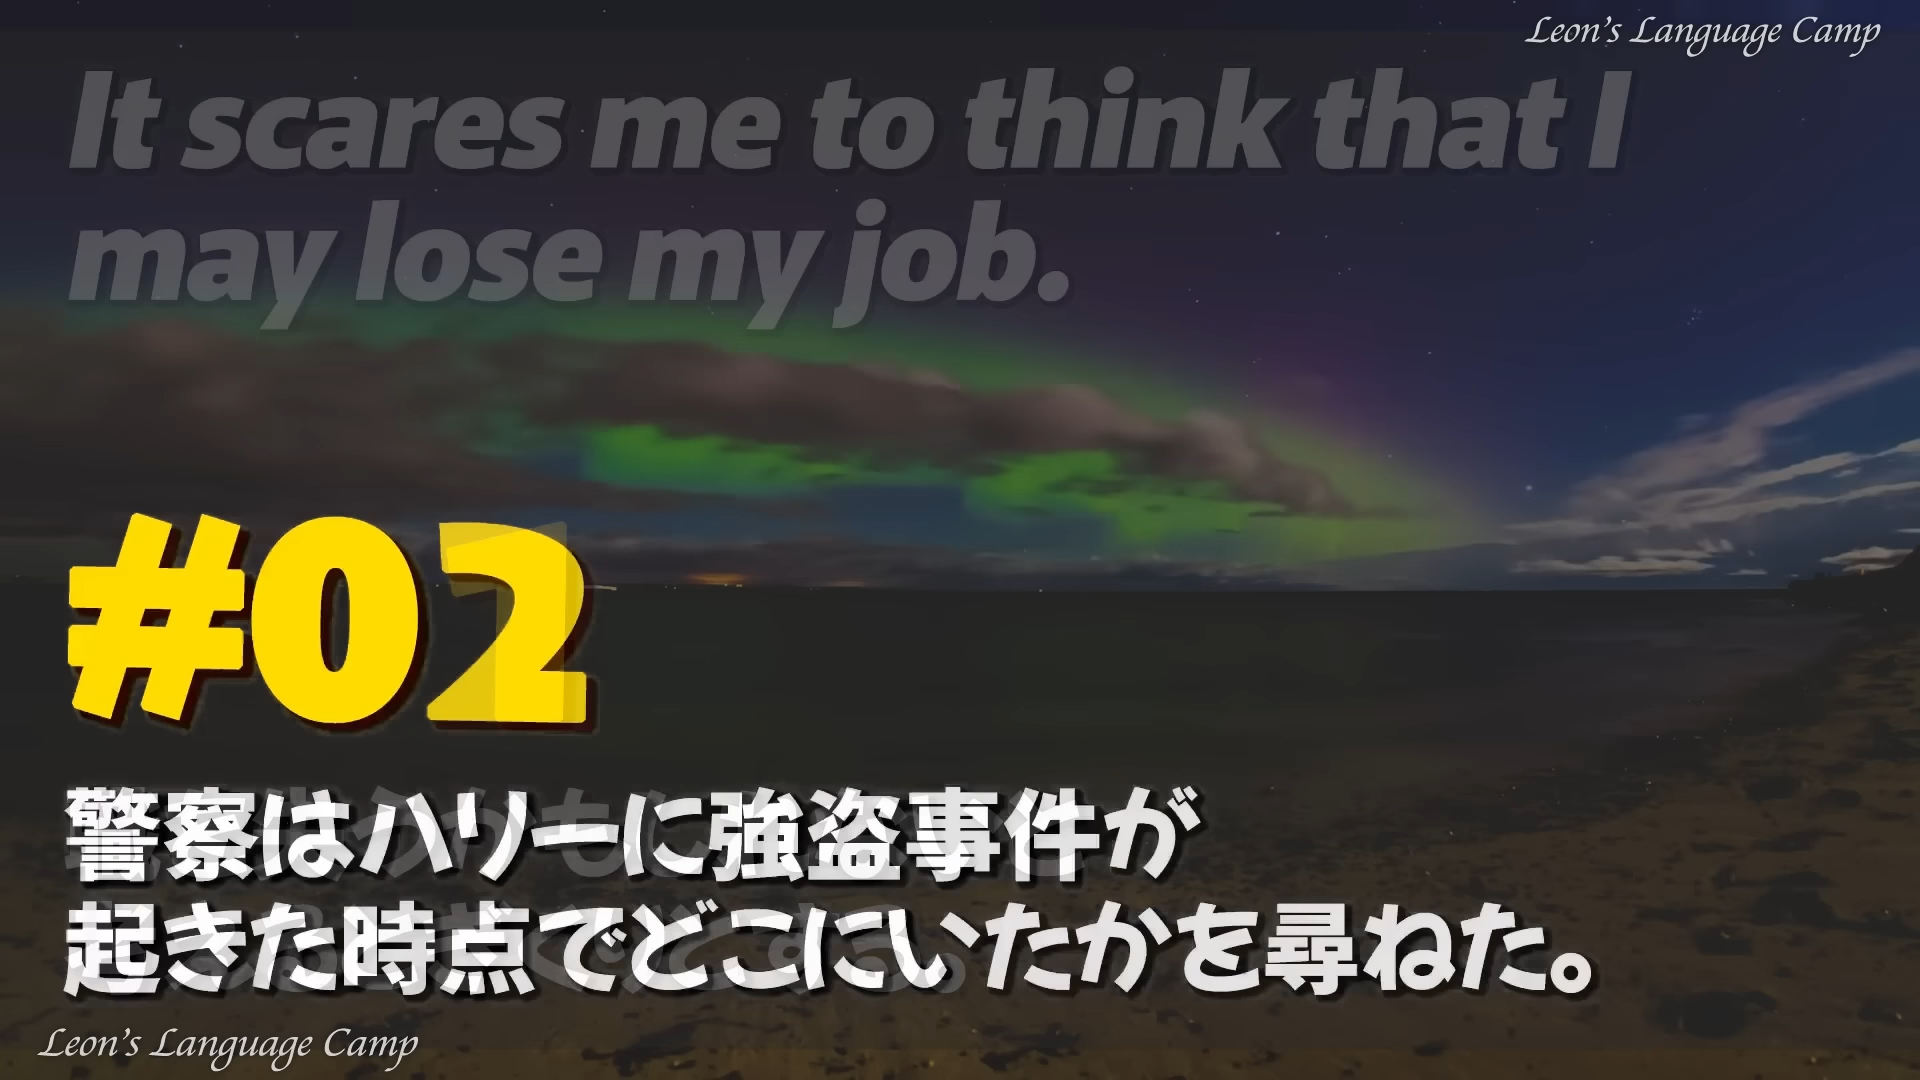 Leon's Language Camp
It scares me to think that I
may lose my job.
#02
警察はハリーに強盗事件が
起きた時点でどこにいたかを尋ねた。
Leon's Language Camp